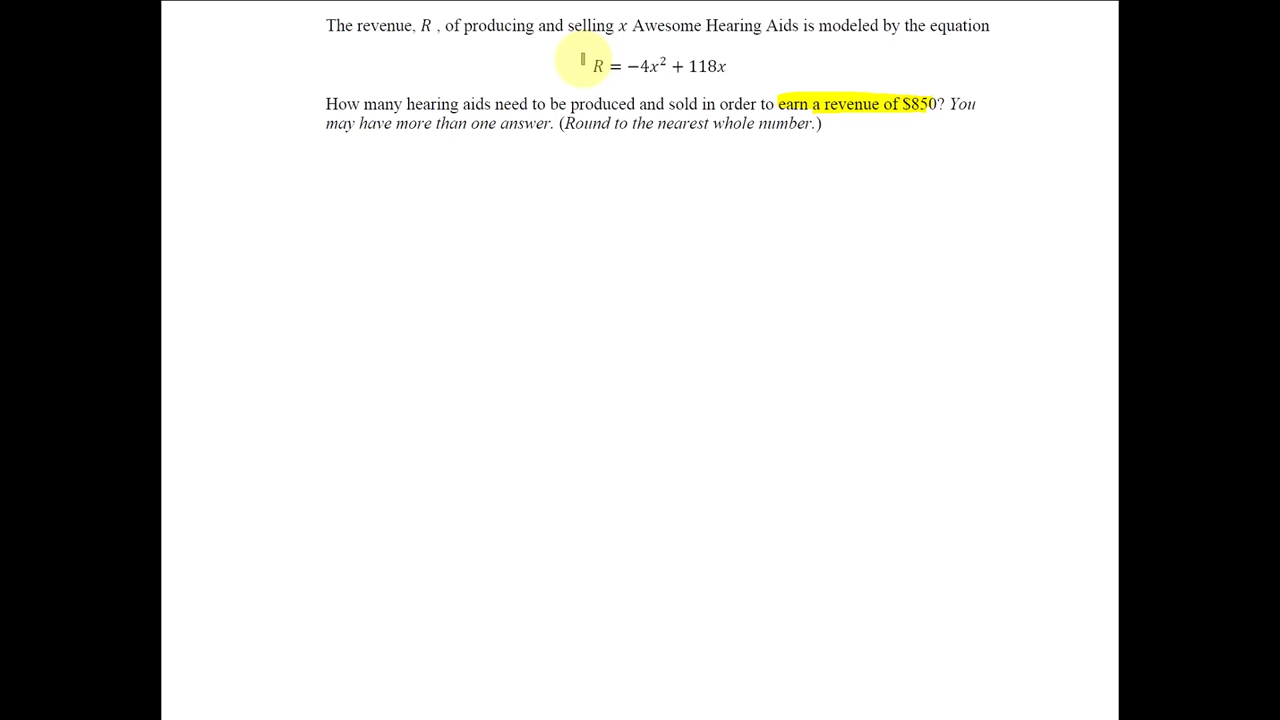 The revenue, R , of producing and selling x Awesome Hearing Aids is modeled by the equation
R = −4x² + 118x
How many hearing aids need to be produced and sold in order to earn a revenue of $850? You
may have more than one answer. (Round to the nearest whole number.)